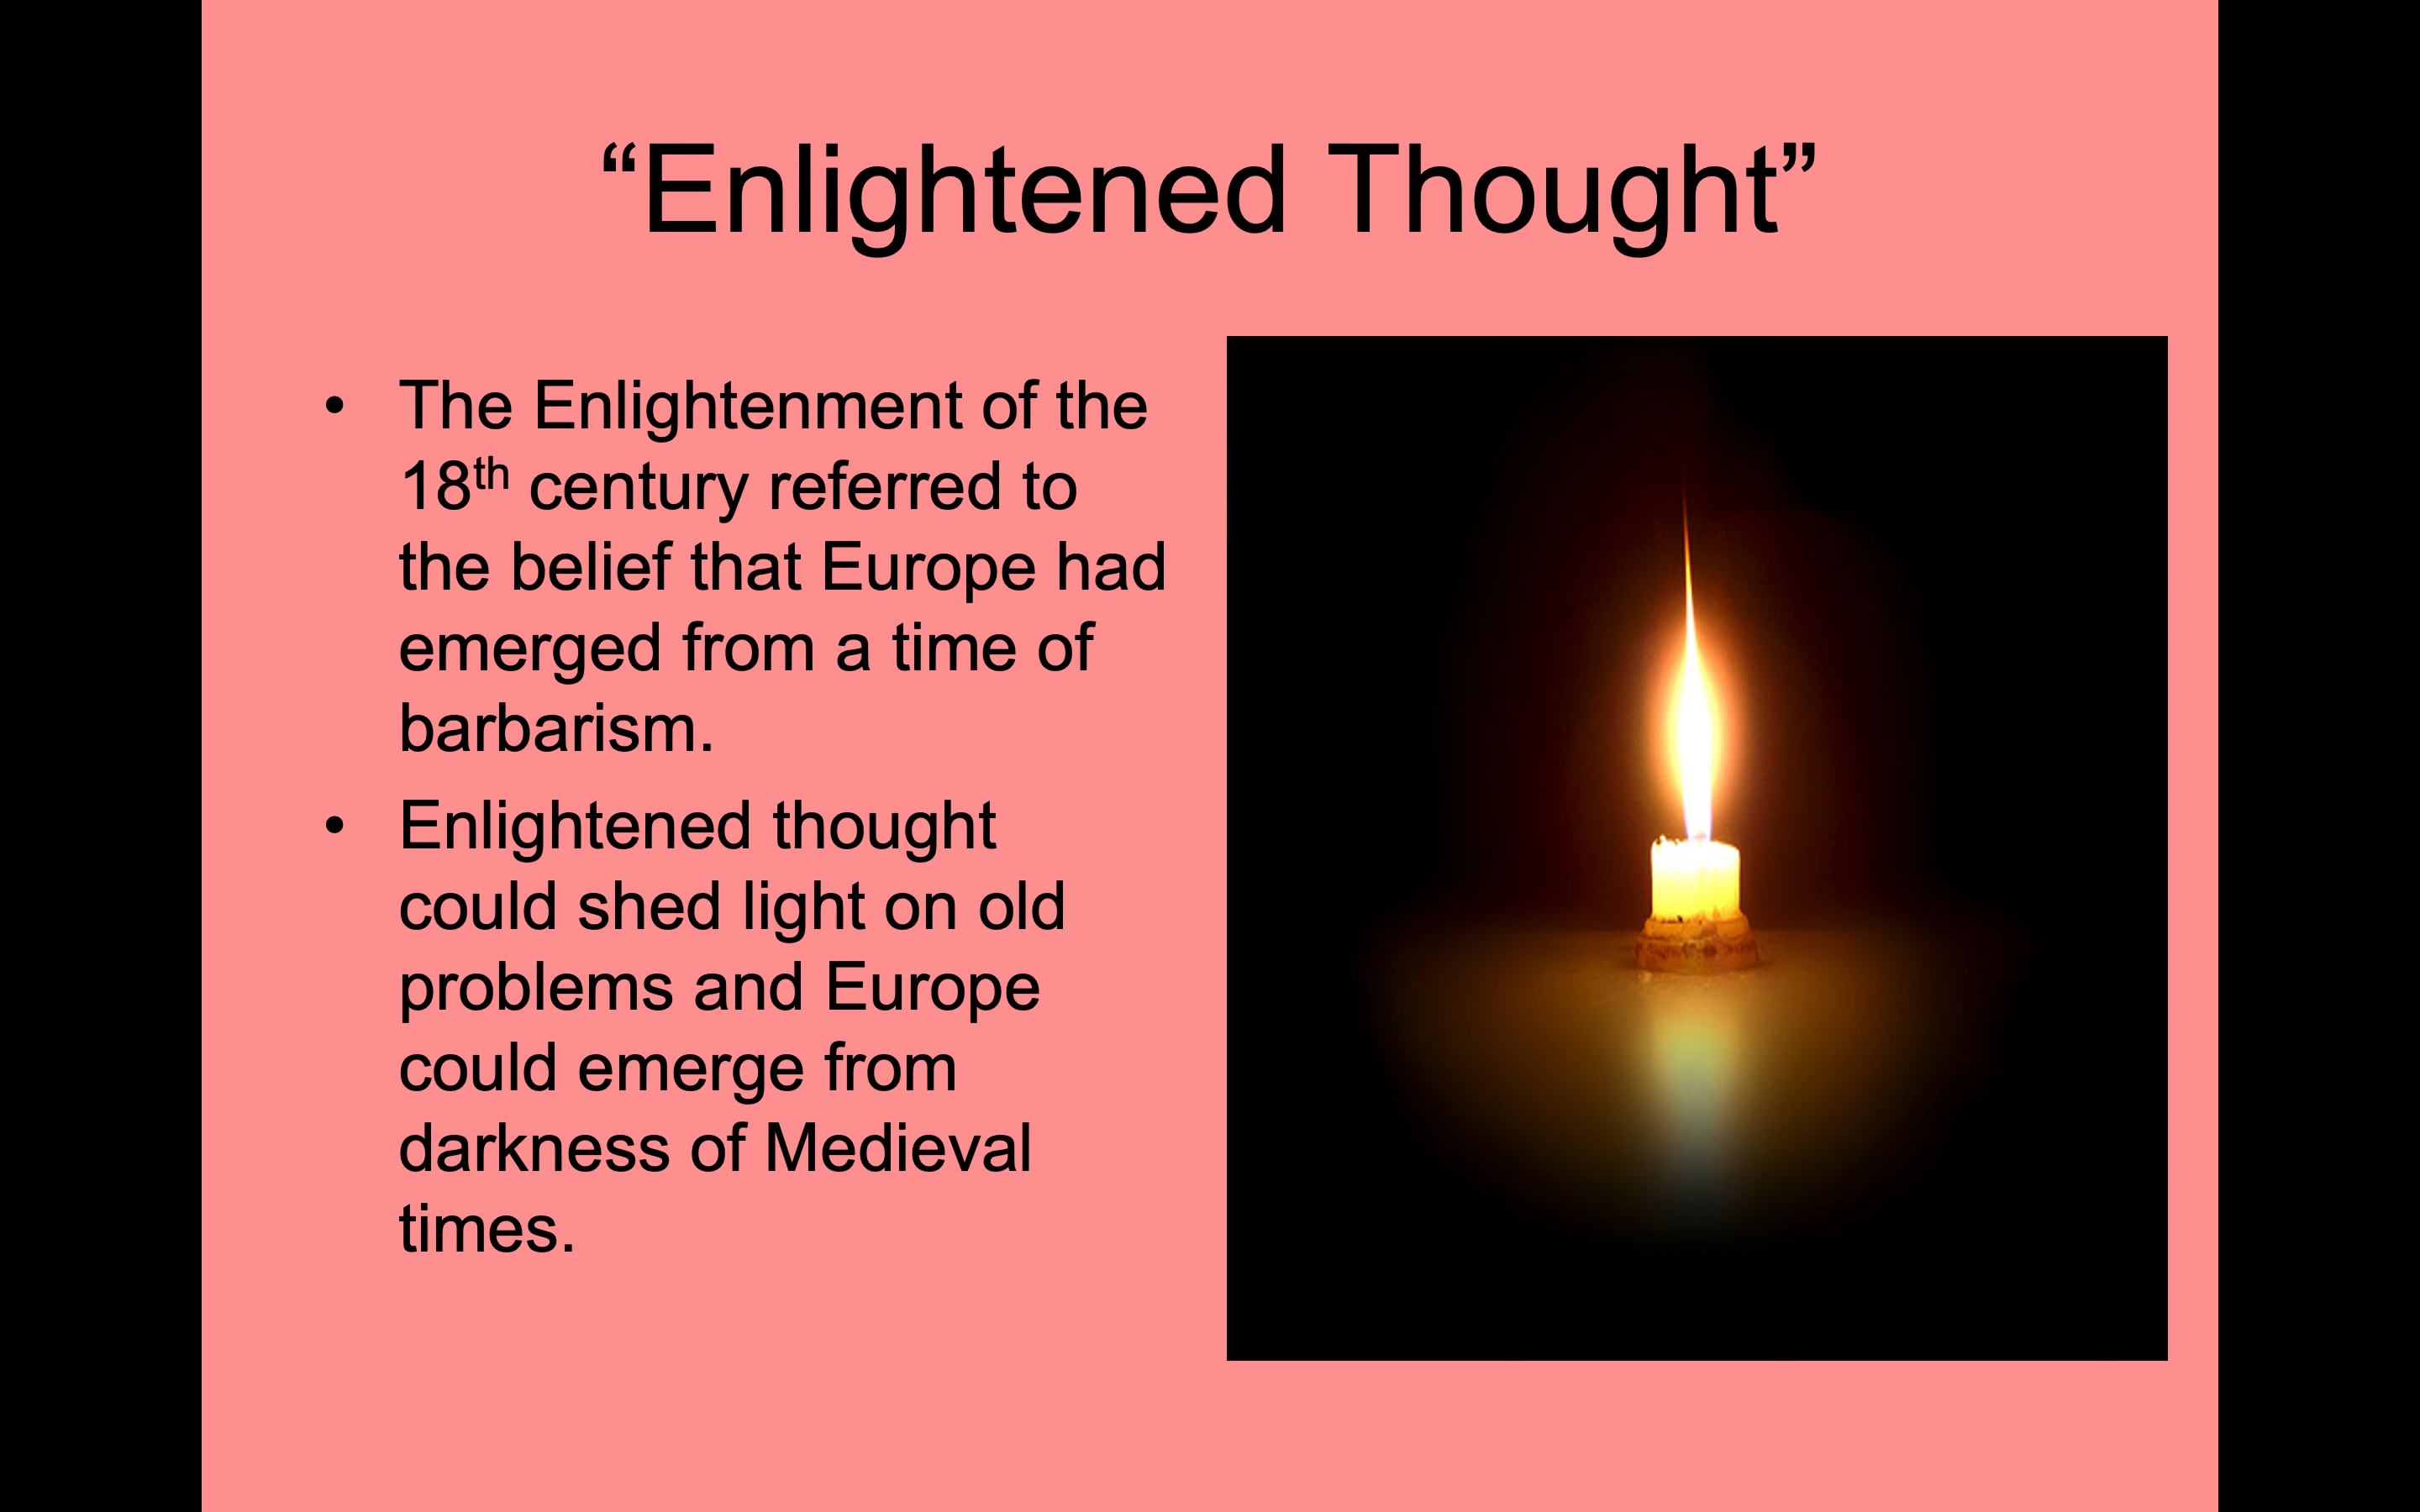 “Enlightened Thought”
• The Enlightenment of the
18th century referred to
the belief that Europe had
emerged from a time of
barbarism.
• Enlightened thought
could shed light on old
problems and Europe
could emerge from
darkness of Medieval
times.